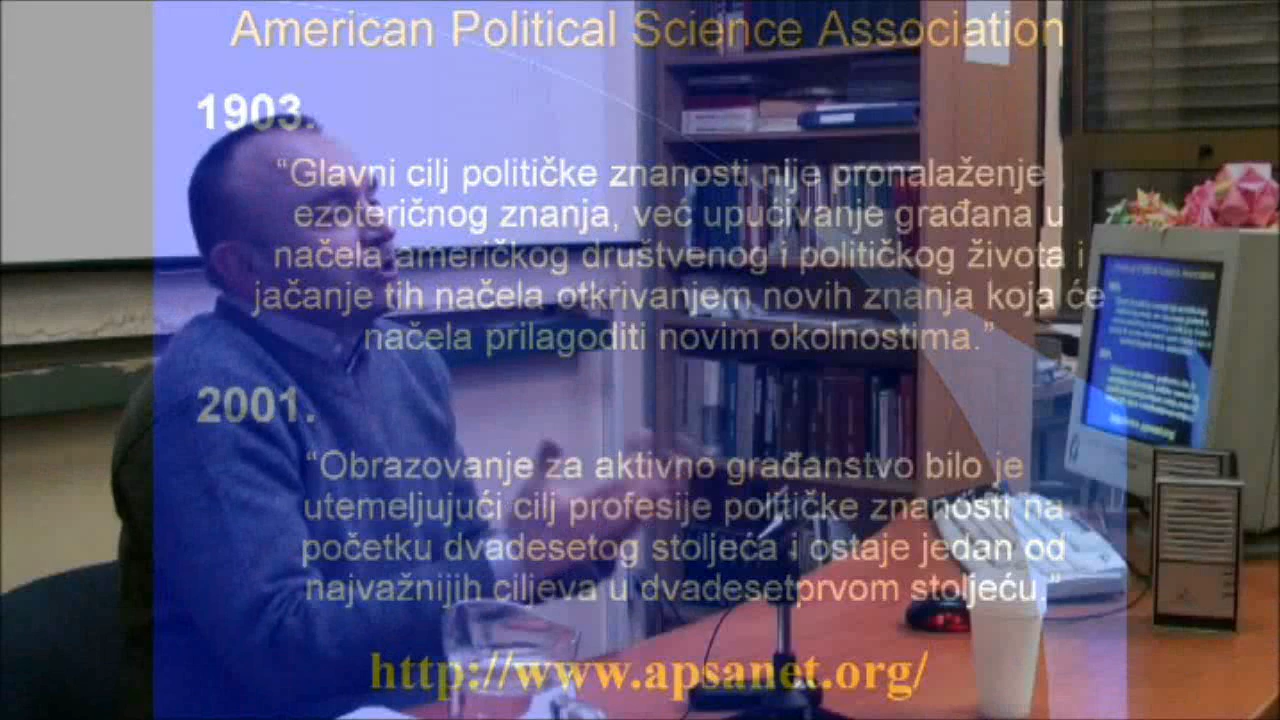 American Political Science Association
1903.
“Glavni cilj političke znanosti nije pronalaženje
ezoteričnog znanja, već upućivanje građana u
načela američkog društvenog i političkog života i
jačanje tih načela otkrivanjem novih znanja koja će
načela prilagoditi novim okolnostima.”
2001.
“Obrazovanje za aktivno građanstvo bilo je
utemeljujući cilj profesije političke znanosti na
početku dvadesetog stoljeća i ostaje jedan od
najvažnijih ciljeva u dvadesetprvom stoljeću.”
http://www.apsanet.org/